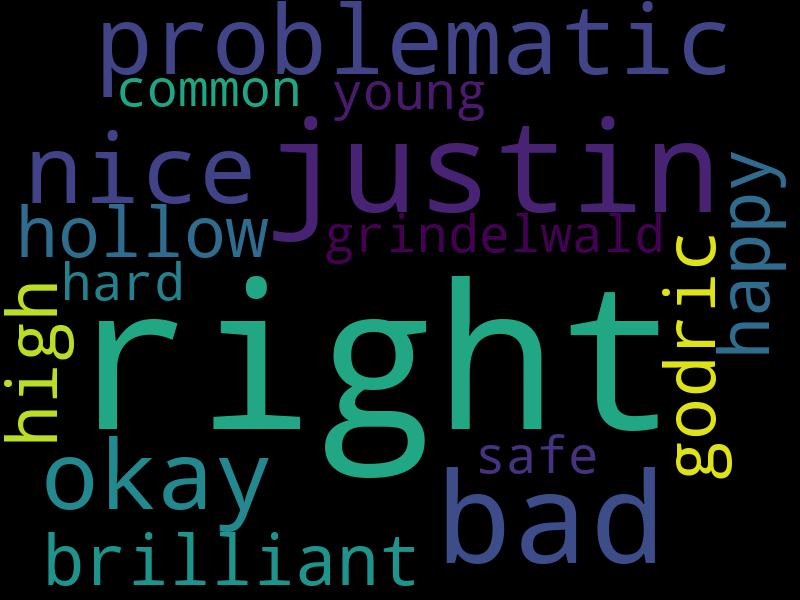 problematic
common young
nice justin
happy
hollow grindelwald
hard
godric
high
right
okay safe
bad
brilliant